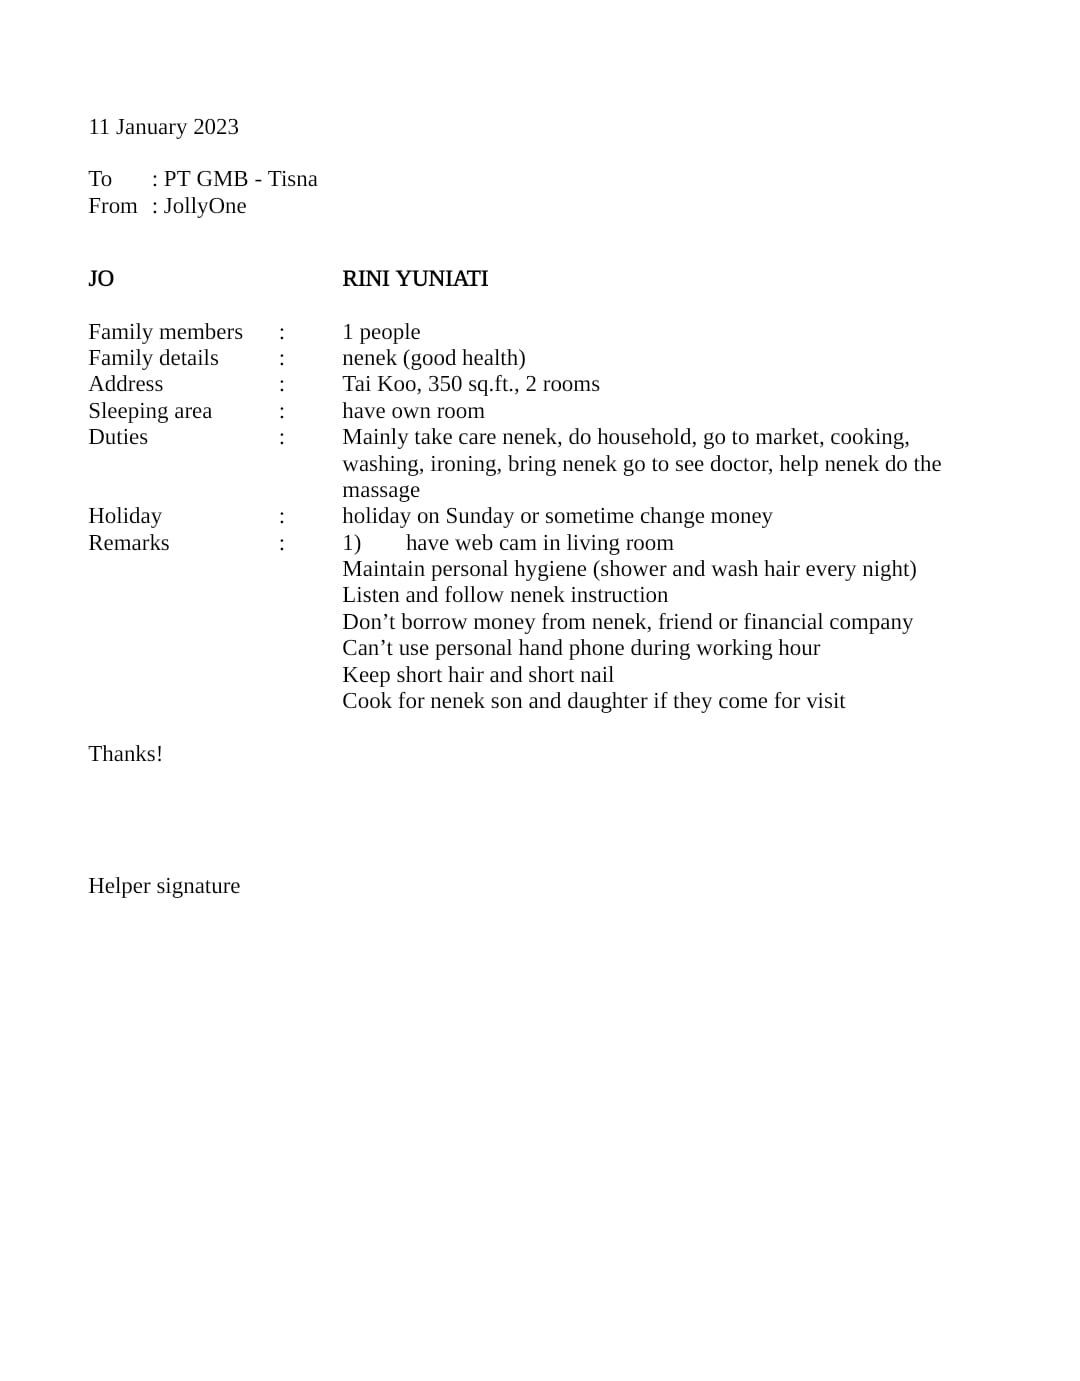 11 January 2023
To : PT GMB - Tisna
From : JollyOne
JO RINI YUNIATI
Family members : 1 people
Family details : nenek (good health)
Address : Tai Koo, 350 sq.ft., 2 rooms
Sleeping area : have own room
Duties : Mainly take care nenek, do household, go to market, cooking,
washing, ironing, bring nenek go to see doctor, help nenek do the
massage
Holiday : holiday on Sunday or sometime change money
Remarks : 1) have web cam in living room
Maintain personal hygiene (shower and wash hair every night)
Listen and follow nenek instruction
Don’t borrow money from nenek, friend or financial company
Can’t use personal hand phone during working hour
Keep short hair and short nail
Cook for nenek son and daughter if they come for visit
Thanks!
Helper signature